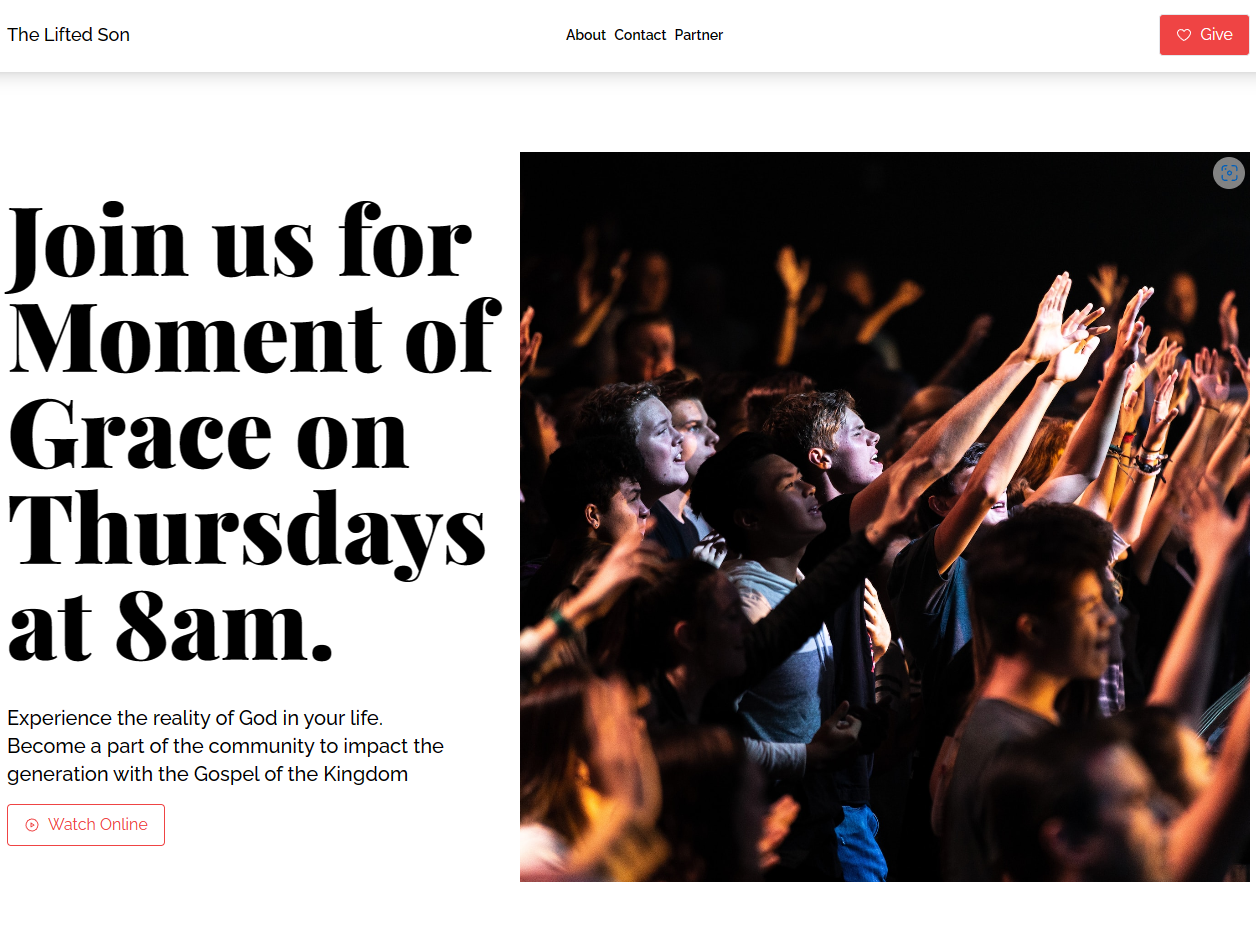 The Lifted Son
About Contact Partner
Give
Join us for
Moment of
Grace on
Thursdays
at 8am.
Experience the reality of God in your life.
Become a part of the community to impact the
generation with the Gospel of the Kingdom
Watch Online